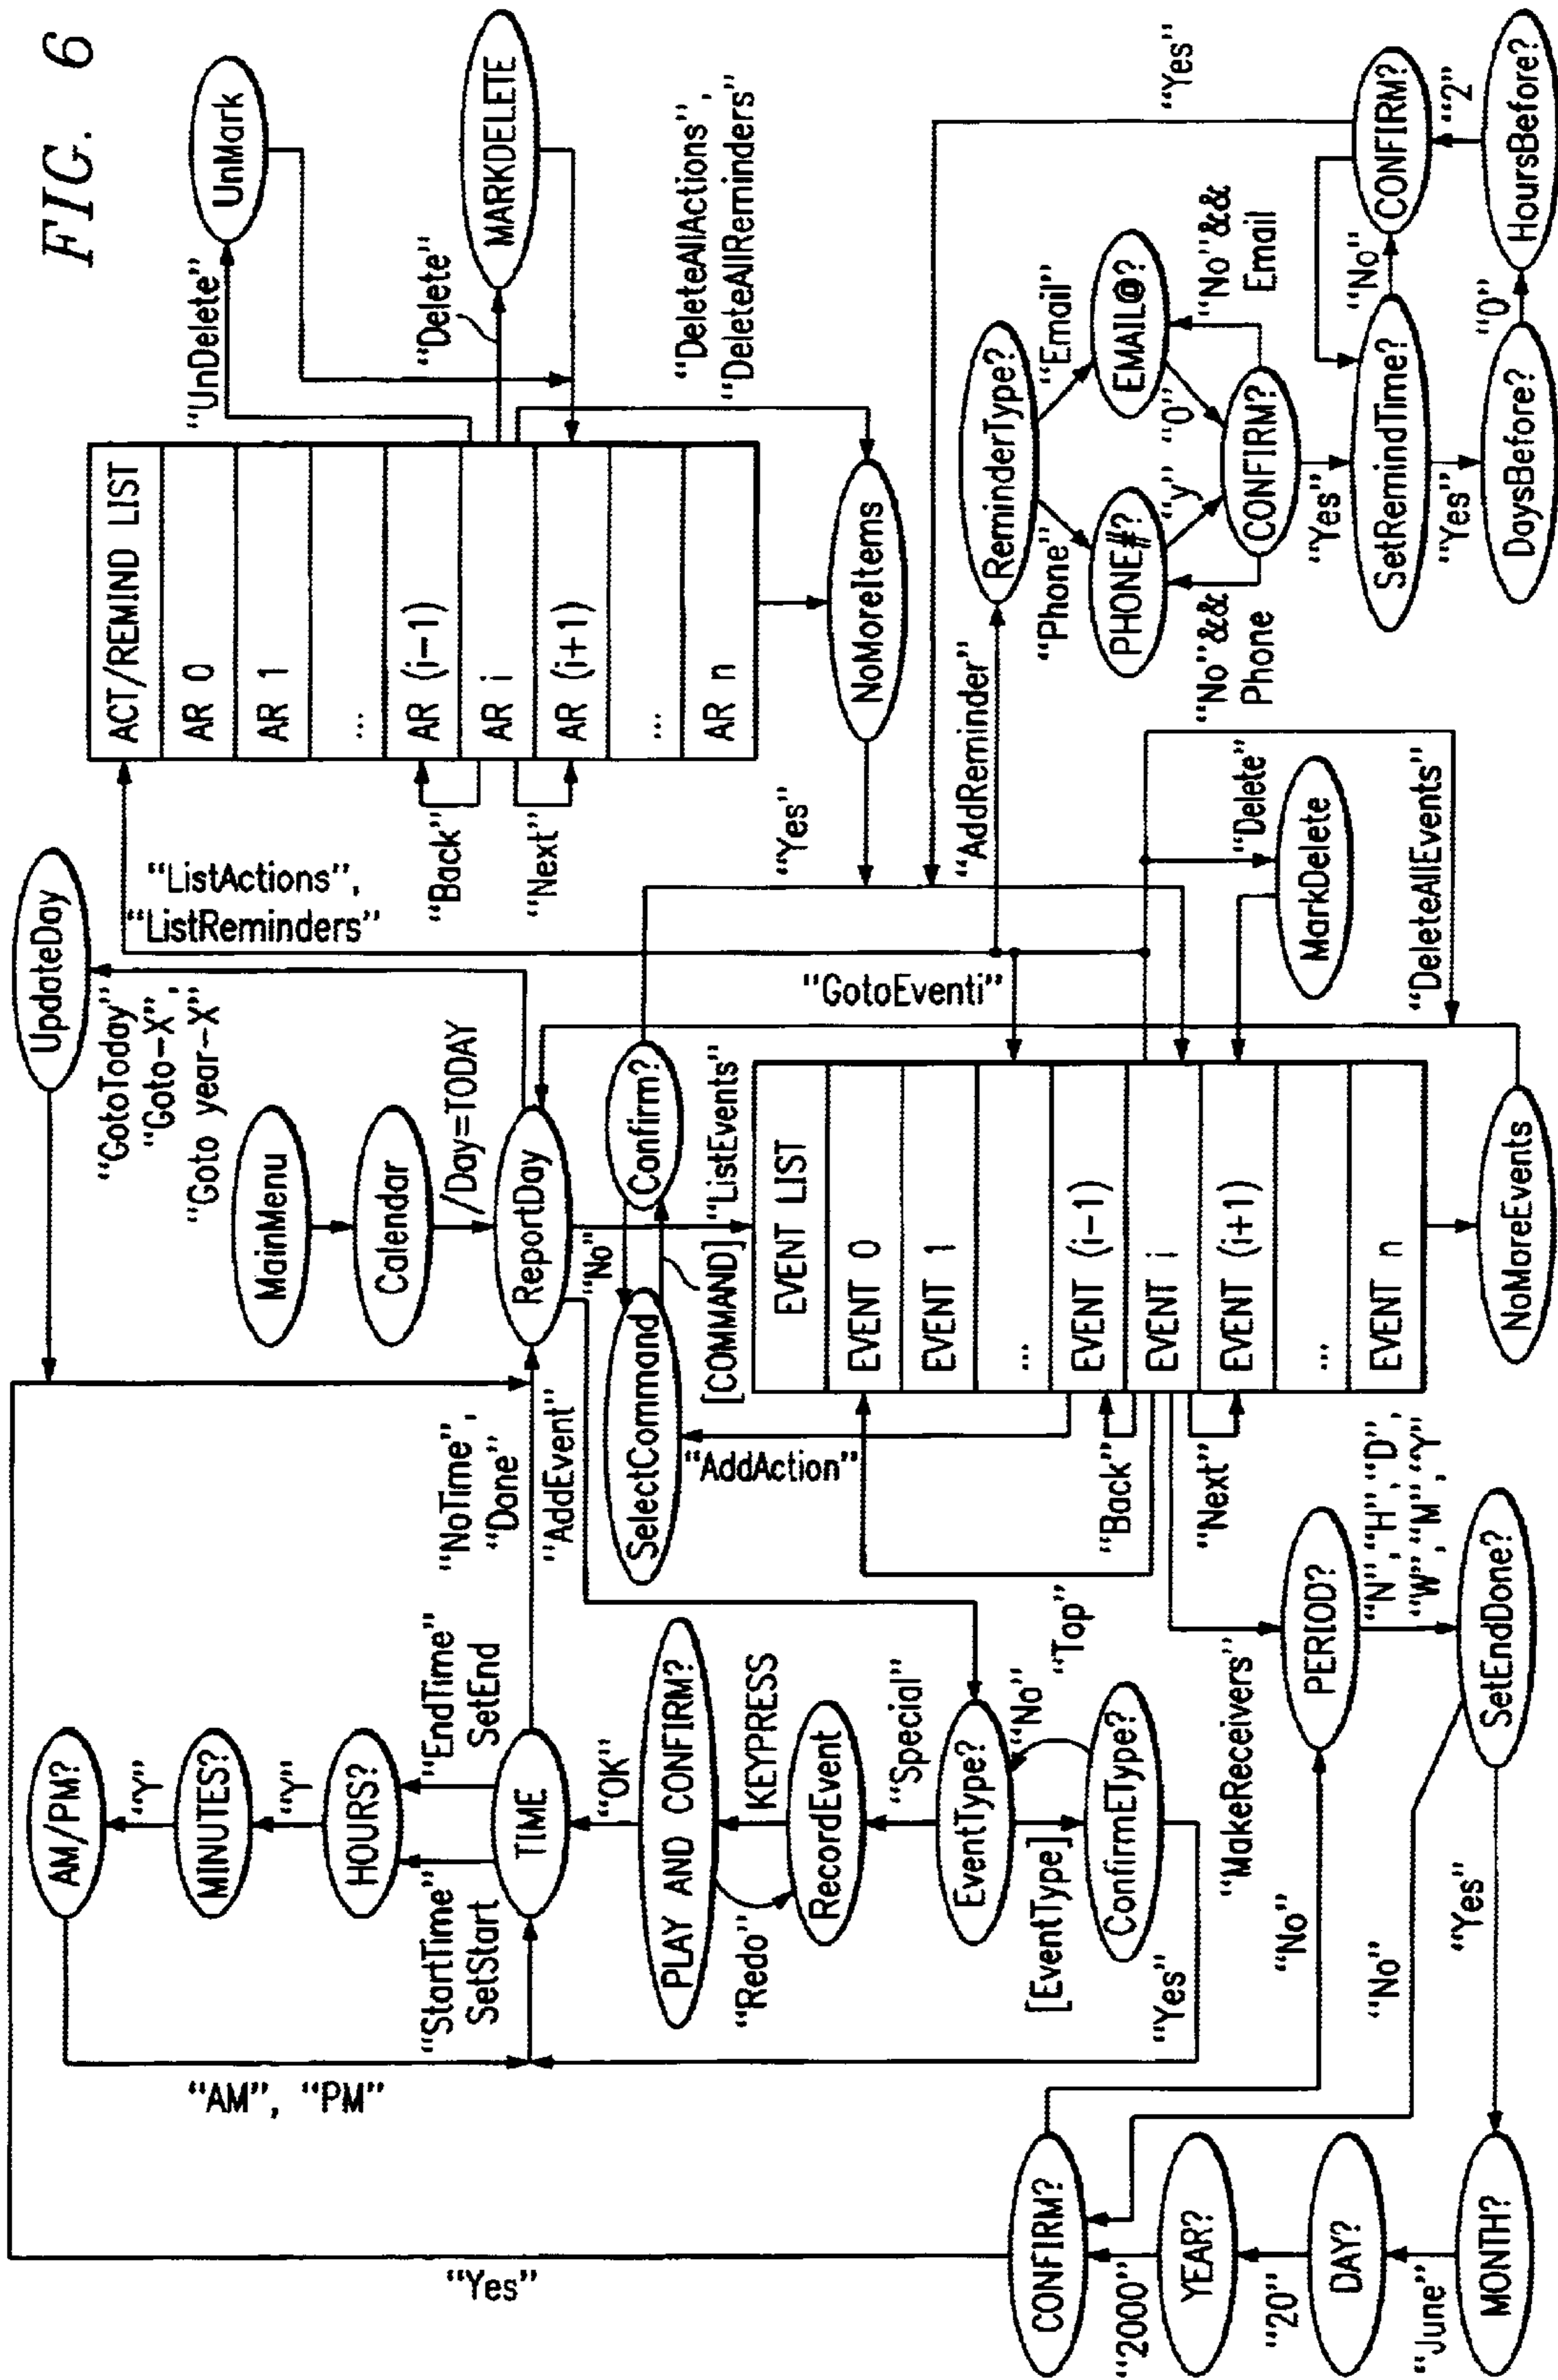 FIG. 6
AM/PM?
"Y"
MINUTES?
"Y"
HOURS?
"StartTime"
SetStart
"EndTime"
SetEnd
"AM", "PM"
TIME
"NoTime",
"Done"
"OK"
PLAY AND CONFIRM?
"Redo"
KEYPRESS
RecordEvent
"Special"
EventType?
"No"
[EventType]
ConfirmEType?
"Yes"
"Yes"
CONFIRM?
"2000"
YEAR?
"20"
DAY?
"June"
MONTH?
"No"
"No"
"Yes"
"MakeReceivers"
PERIOD?
"N","H","D",
"W","M","Y"
SetEndDone?
"Top"
UpdateDay
"GotoToday"
"Goto-X",
"Goto year-X"
MainMenu
Calendar
/Day=TODAY
ReportDay
"AddEvent"
"No"
SelectCommand
Confirm?
[COMMAND]
"ListEvents"
"AddAction"
EVENT LIST
EVENT 0
EVENT 1
...
EVENT (i-1)
EVENT i
EVENT (i+1)
...
EVENT n
"Back"
"Next"
NoMoreEvents
"GotoEventi"
"Delete"
MarkDelete
"DeleteAllEvents"
"ListActions",
"ListReminders"
ACT/REMIND LIST
AR 0
AR 1
...
AR (i-1)
AR i
AR (i+1)
...
AR n
"Back"
"Next"
"UnDelete"
UnMark
"Delete"
MARKDELETE
"DeleteAllActions",
"DeleteAllReminders"
NoMoreItems
"Yes"
"AddReminder"
ReminderType?
"Phone"
"Email"
PHONE#?
EMAIL@?
"y"
"0"
"No"&&
Phone
"No"&&
Email
CONFIRM?
"Yes"
SetRemindTime?
"No"
CONFIRM?
"Yes"
"Yes"
DaysBefore?
"0"
HoursBefore?
"2"